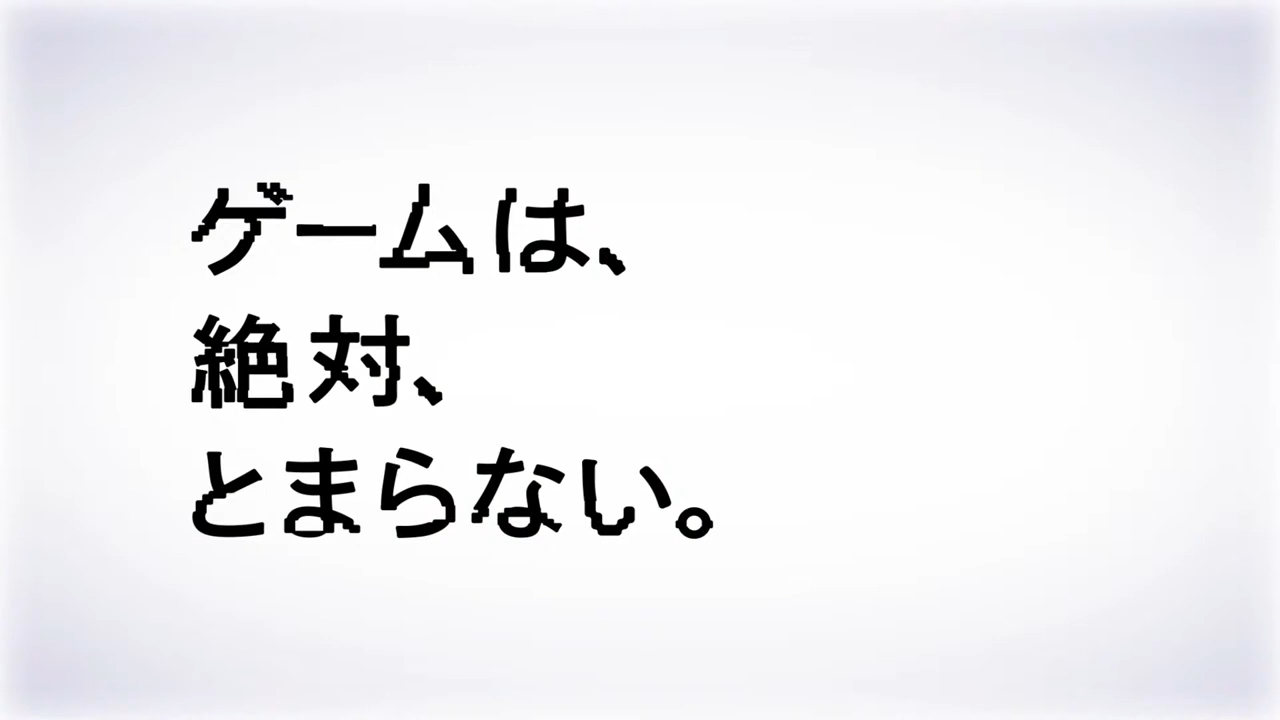 ゲームは、
絶対、
とまらない。